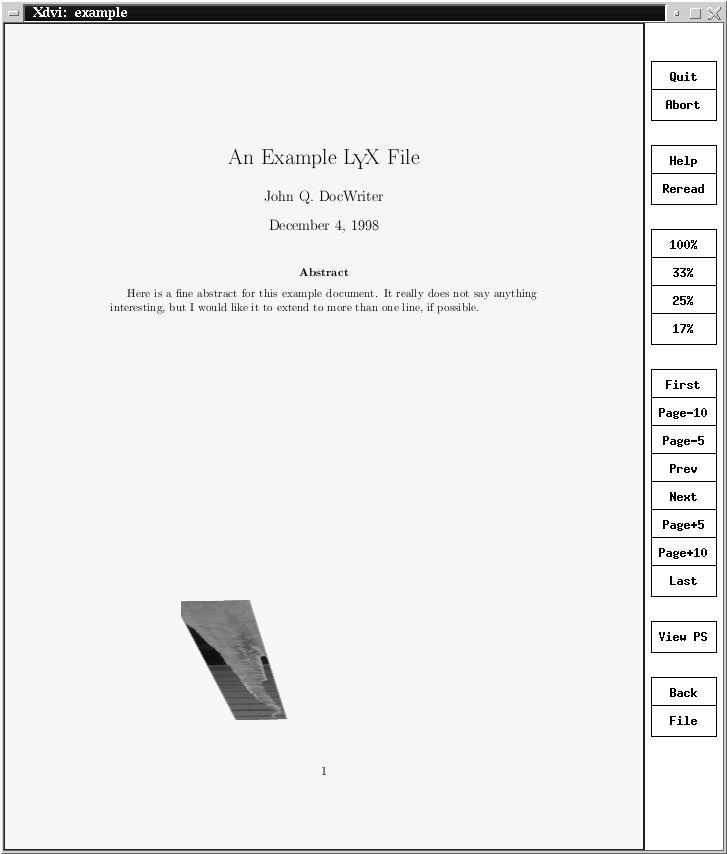 Xdvi: example
An Example LYX File
John Q. DocWriter
December 4, 1998
Abstract
Here is a fine abstract for this example document. It really does not say anything
interesting, but I would like it to extend to more than one line, if possible.
1
Quit
Abort
Help
Reread
100%
33%
25%
17%
First
Page-10
Page-5
Prev
Next
Page+5
Page+10
Last
View PS
Back
File